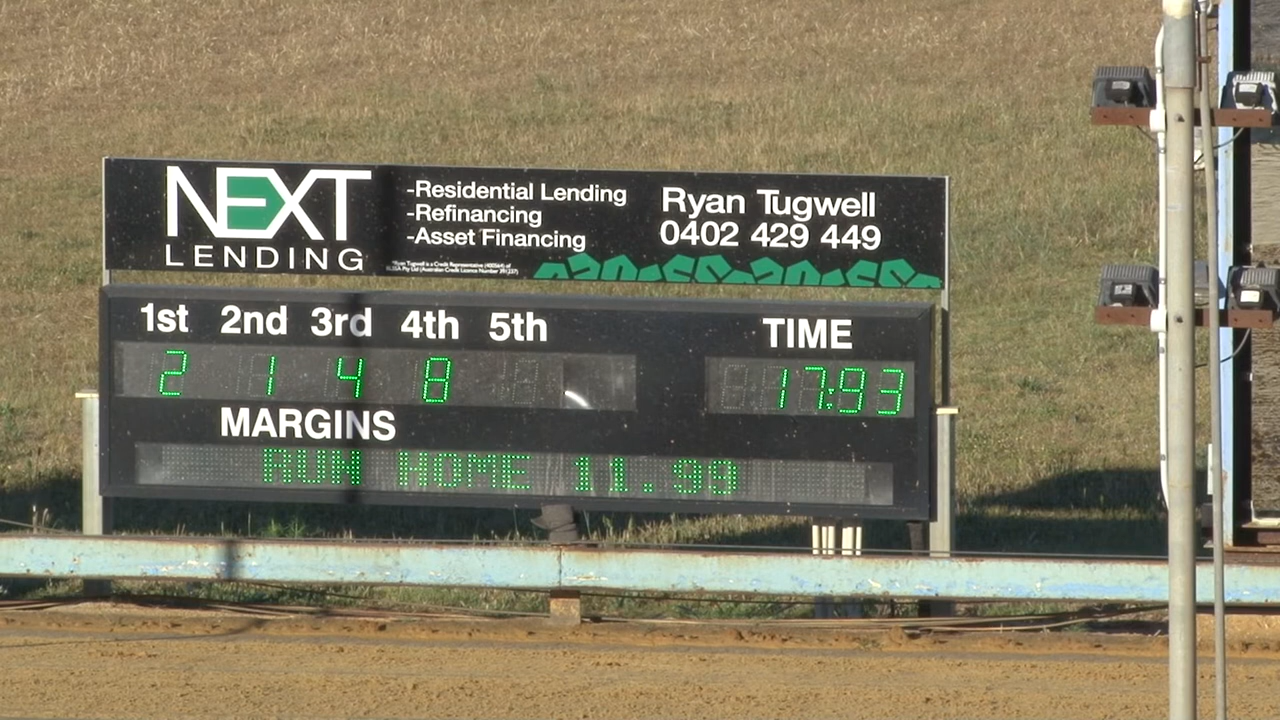 NEXT
LENDING
-Residential Lending
-Refinancing
-Asset Financing
Ryan Tugwell
0402 429 449
1st 2nd 3rd 4th 5th
2 1 4 8
TIME
17:93
MARGINS
RUN HOME 11.99